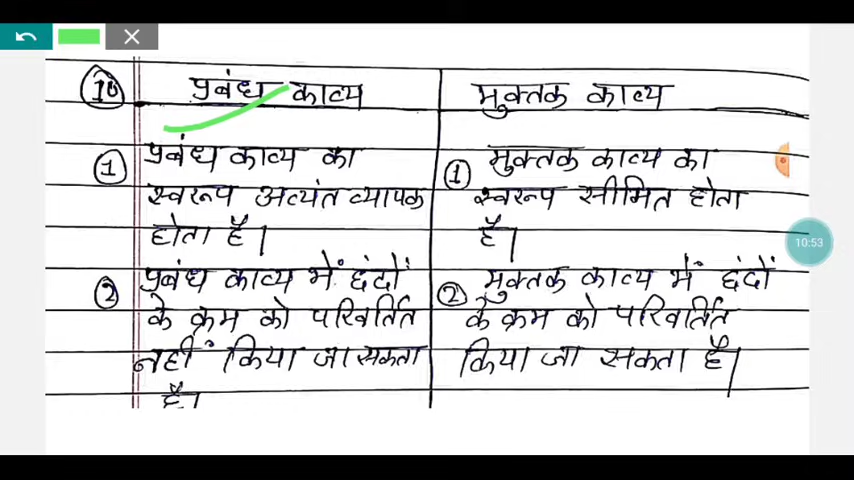 10 प्रबंध काव्य
मुक्तक काव्य
① प्रबंध काव्य का
स्वरूप अत्यंत व्यापक
होता है।
② प्रबंध काव्य में छंदों
के क्रम को परिवर्तित
नहीं किया जा सकता
है।
① मुक्तक काव्य का
स्वरूप सीमित होता
है।
② मुक्तक काव्य में छंदों
के क्रम को परिवर्तित
किया जा सकता है।
10:53